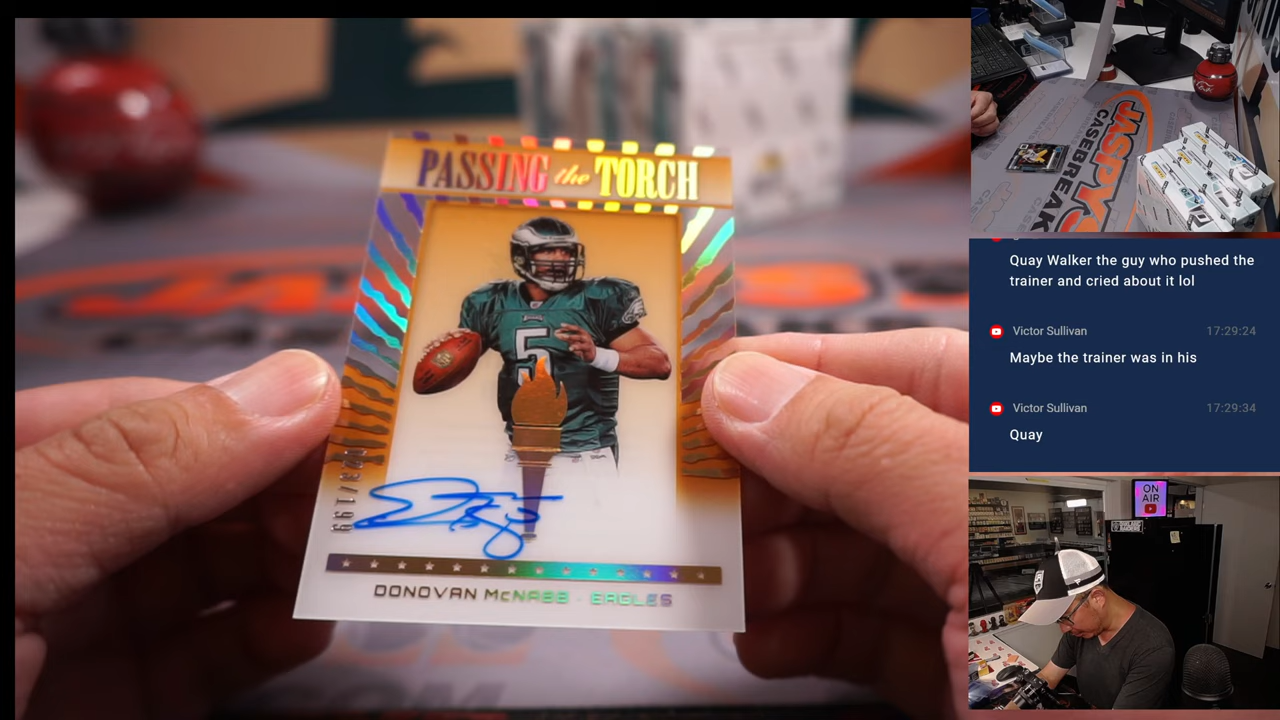 PASSING the TORCH
5
DONOVAN McNABB · EAGLES
JASPY'S
CASEBREAK
Quay Walker the guy who pushed the
trainer and cried about it lol
Victor Sullivan 17:29:24
Maybe the trainer was in his
Victor Sullivan 17:29:34
Quay
ON
AIR